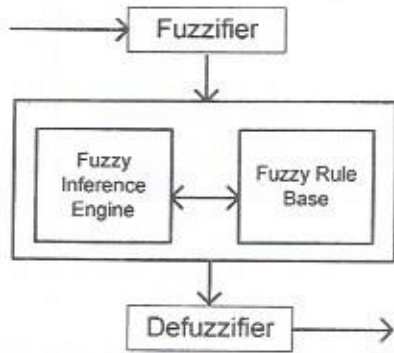 Fuzzifier
Fuzzy
Inference
Engine
Fuzzy Rule
Base
Defuzzifier